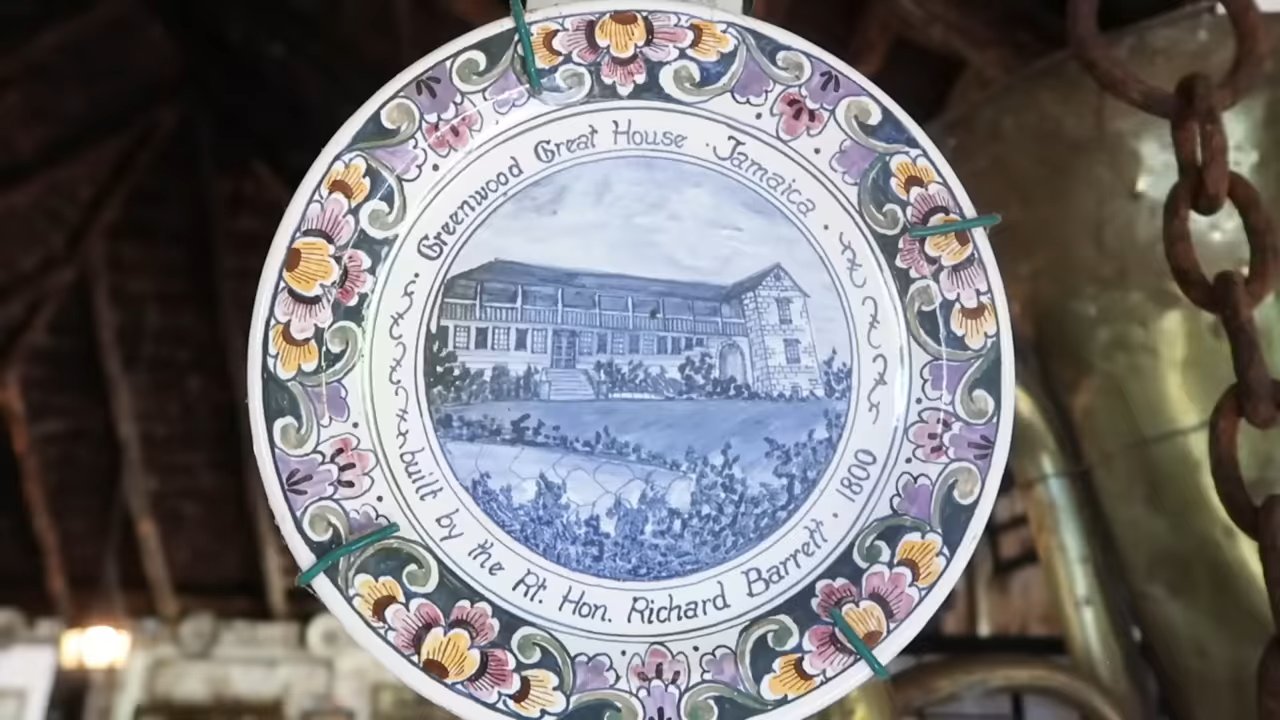 Greenwood Great House · Jamaica ·
built by the Rt. Hon. Richard Barrett · 1800